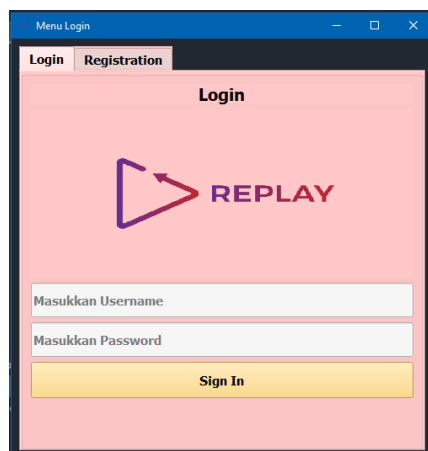 Menu Login
Login Registration
Login
REPLAY
Masukkan Username
Masukkan Password
Sign In